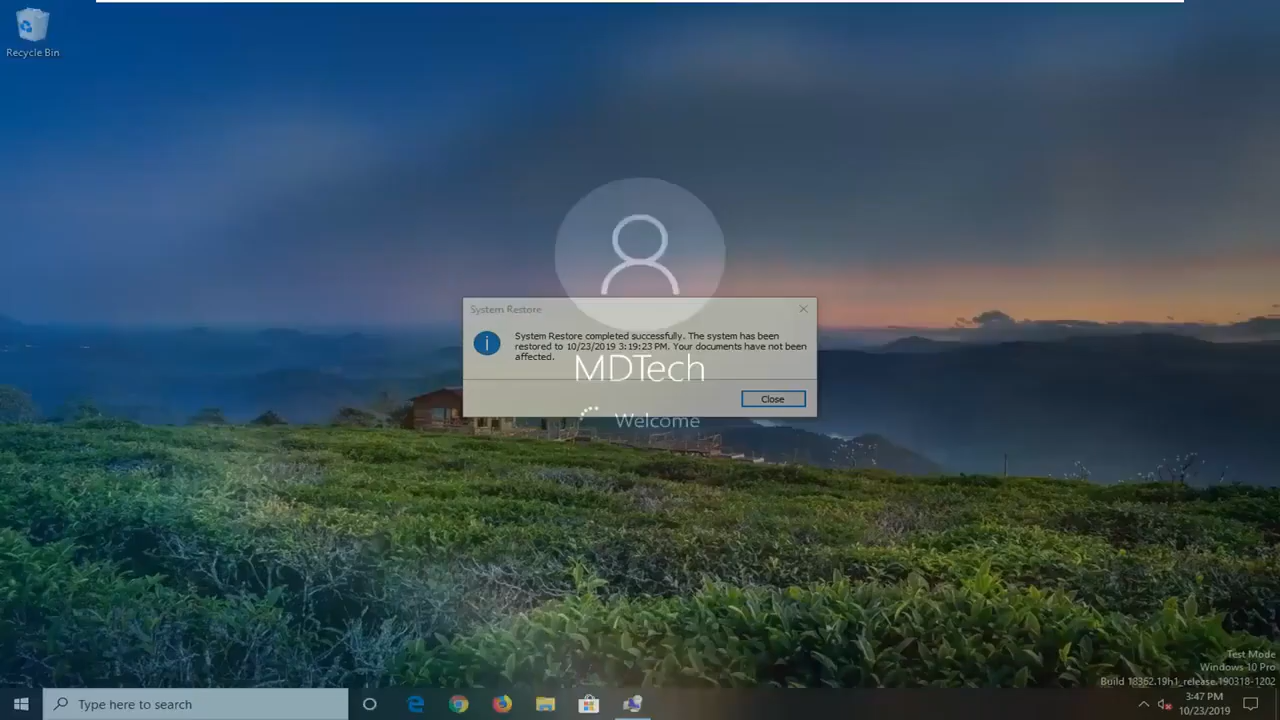 Recycle Bin
System Restore
System Restore completed successfully. The system has been
restored to 10/23/2019 3:19:23 PM. Your documents have not been
affected.
MDTech
Close
Welcome
Test Mode
Windows 10 Pro
Build 18362.19h1_release.190318-1202
Type here to search
3:47 PM
10/23/2019